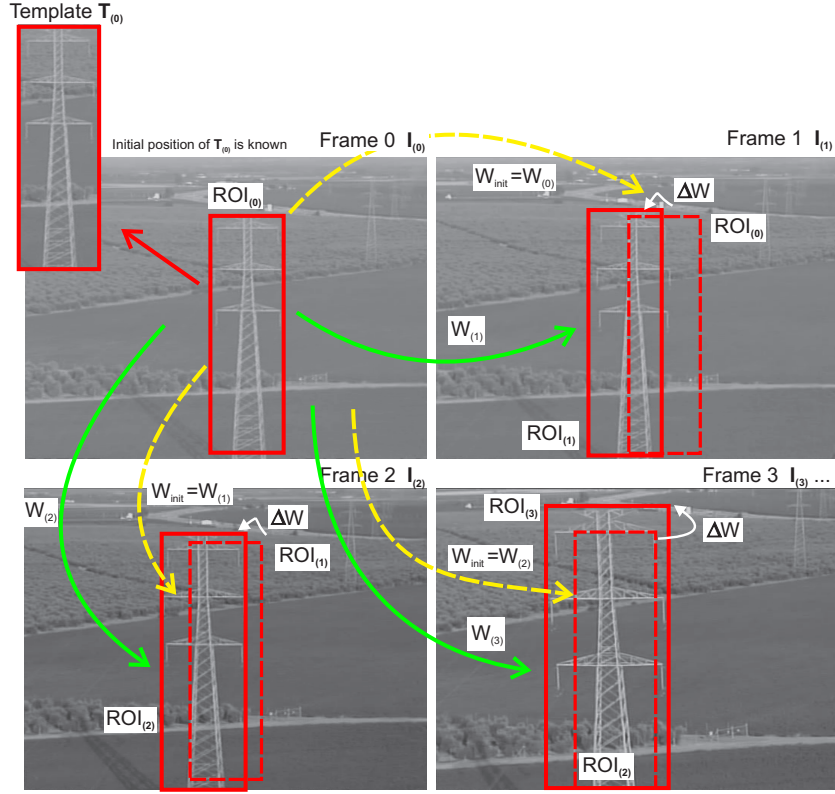 Template T(0)
Initial position of T(0) is known
Frame 0 I(0)
Frame 1 I(1)
ROI(0)
Winit=W(0)
ΔW
ROI(0)
W(1)
ROI(1)
Frame 2 I(2)
Frame 3 I(3) ...
Winit=W(1)
W(2)
ΔW
ROI(1)
ROI(2)
ROI(3)
ΔW
Winit=W(2)
W(3)
ROI(2)